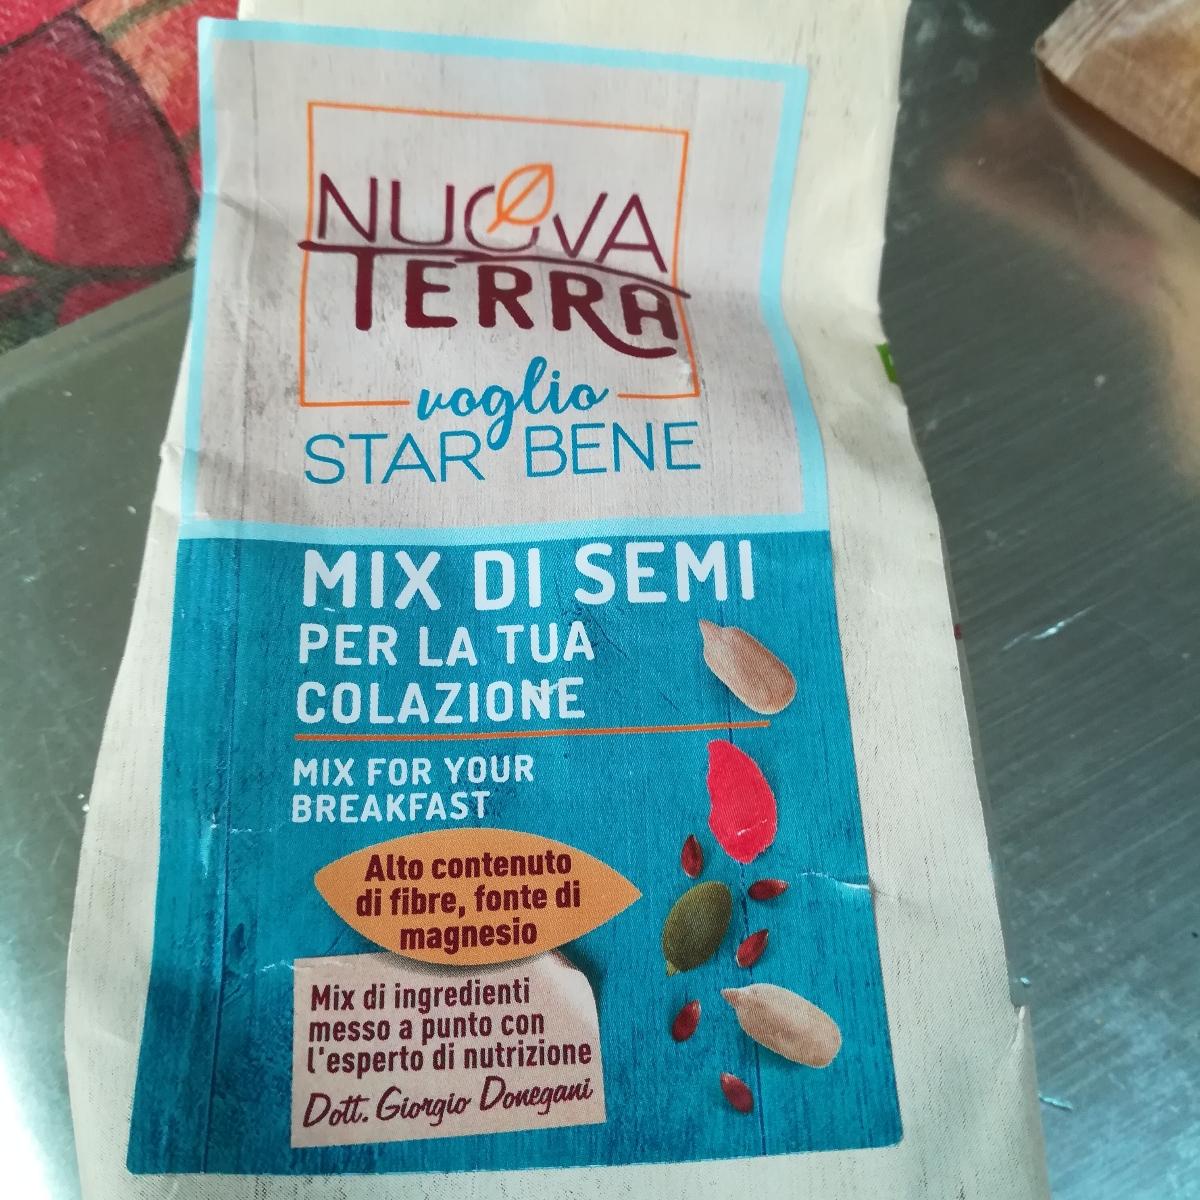 NUOVA
TERRA
voglio
STAR BENE
MIX DI SEMI
PER LA TUA
COLAZIONE
MIX FOR YOUR
BREAKFAST
Alto contenuto
di fibre, fonte di
magnesio
Mix di ingredienti
messo a punto con
l'esperto di nutrizione
Dott. Giorgio Donegani